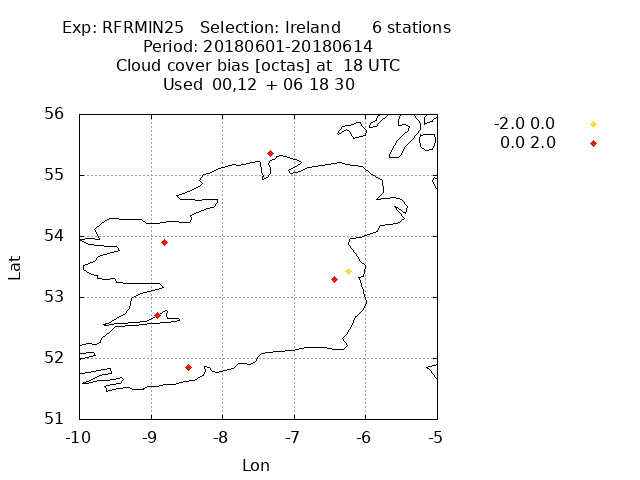 Exp: RFRMIN25 Selection: Ireland 6 stations
Period: 20180601-20180614
Cloud cover bias [octas] at 18 UTC
Used 00,12 + 06 18 30
-2.0 0.0
0.0 2.0
56
55
54
53
52
51
Lat
-10 -9 -8 -7 -6 -5
Lon